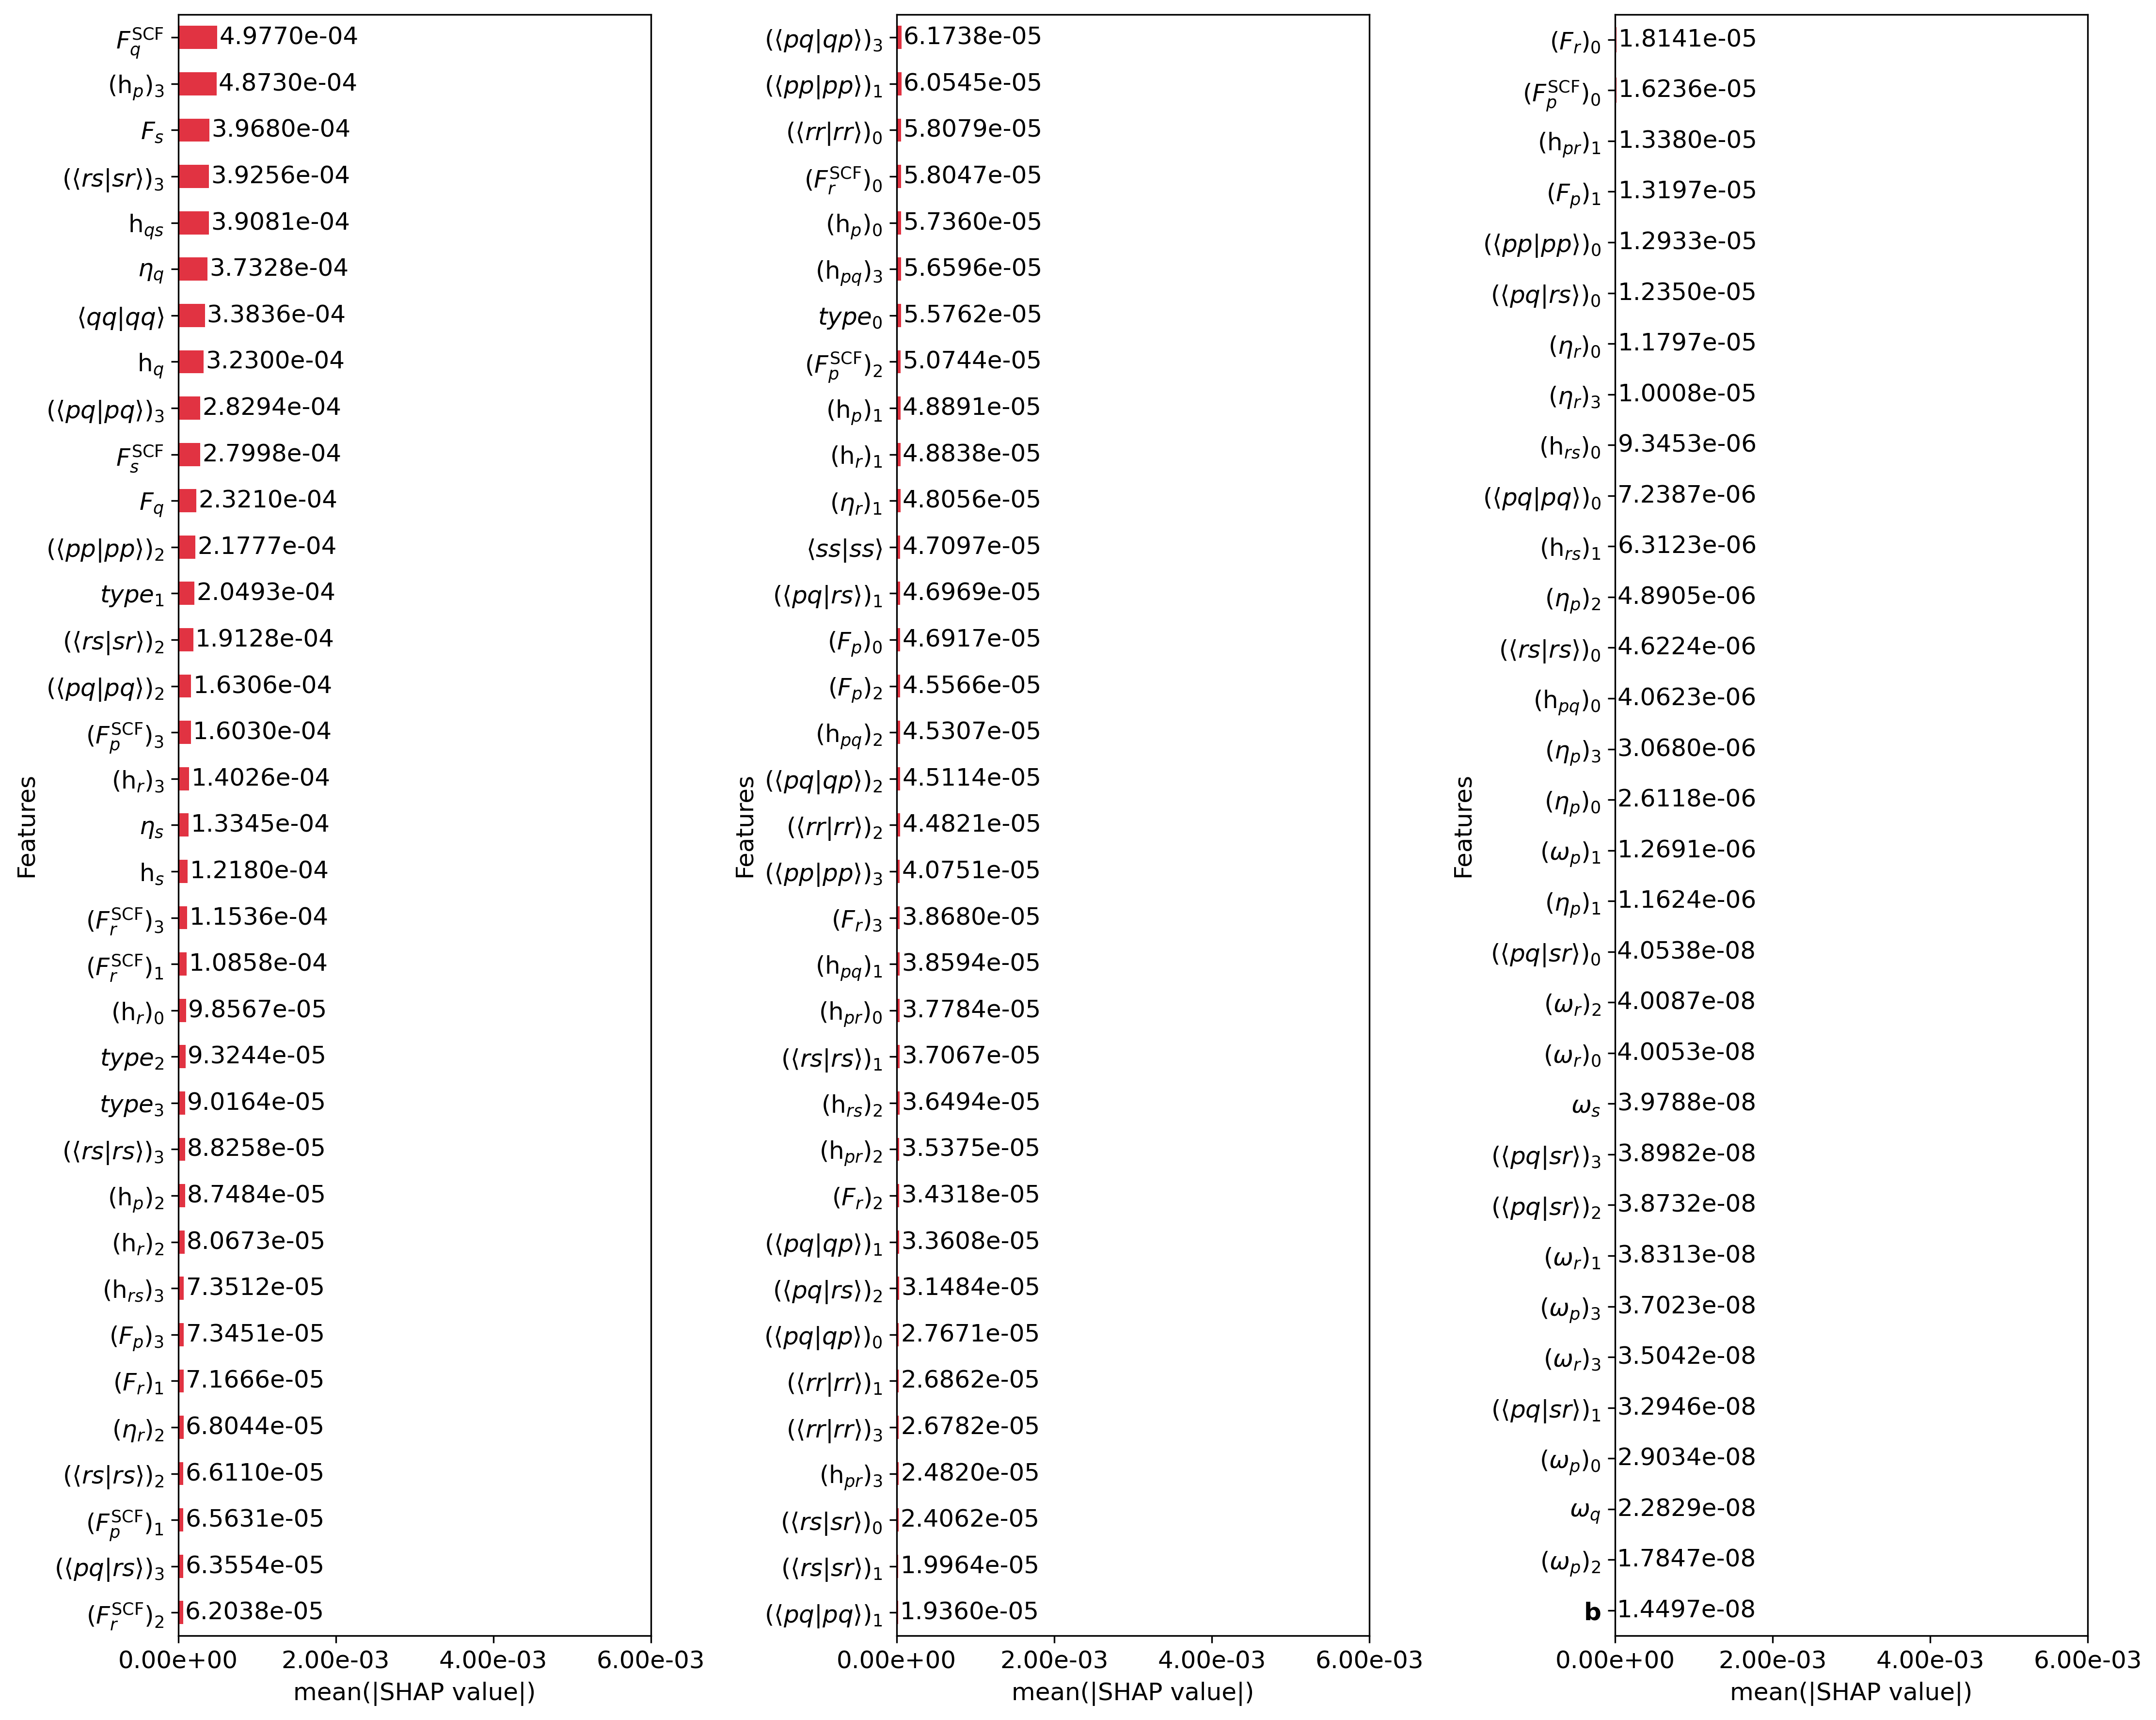 F_q^SCF 4.9770e-04
(h_p)_3 4.8730e-04
F_s 3.9680e-04
(⟨rs|sr⟩)_3 3.9256e-04
h_qs 3.9081e-04
η_q 3.7328e-04
⟨qq|qq⟩ 3.3836e-04
h_q 3.2300e-04
(⟨pq|pq⟩)_3 2.8294e-04
F_s^SCF 2.7998e-04
F_q 2.3210e-04
(⟨pp|pp⟩)_2 2.1777e-04
type_1 2.0493e-04
(⟨rs|sr⟩)_2 1.9128e-04
(⟨pq|pq⟩)_2 1.6306e-04
(F_p^SCF)_3 1.6030e-04
(h_r)_3 1.4026e-04
η_s 1.3345e-04
h_s 1.2180e-04
(F_r^SCF)_3 1.1536e-04
(F_r^SCF)_1 1.0858e-04
(h_r)_0 9.8567e-05
type_2 9.3244e-05
type_3 9.0164e-05
(⟨rs|rs⟩)_3 8.8258e-05
(h_p)_2 8.7484e-05
(h_r)_2 8.0673e-05
(h_rs)_3 7.3512e-05
(F_p)_3 7.3451e-05
(F_r)_1 7.1666e-05
(η_r)_2 6.8044e-05
(⟨rs|rs⟩)_2 6.6110e-05
(F_p^SCF)_1 6.5631e-05
(⟨pq|rs⟩)_3 6.3554e-05
(F_r^SCF)_2 6.2038e-05
Features
0.00e+00 2.00e-03 4.00e-03 6.00e-03
mean(|SHAP value|)
(⟨pq|qp⟩)_3 6.1738e-05
(⟨pp|pp⟩)_1 6.0545e-05
(⟨rr|rr⟩)_0 5.8079e-05
(F_r^SCF)_0 5.8047e-05
(h_p)_0 5.7360e-05
(h_pq)_3 5.6596e-05
type_0 5.5762e-05
(F_p^SCF)_2 5.0744e-05
(h_p)_1 4.8891e-05
(h_r)_1 4.8838e-05
(η_r)_1 4.8056e-05
⟨ss|ss⟩ 4.7097e-05
(⟨pq|rs⟩)_1 4.6969e-05
(F_p)_0 4.6917e-05
(F_p)_2 4.5566e-05
(h_pq)_2 4.5307e-05
(⟨pq|qp⟩)_2 4.5114e-05
(⟨rr|rr⟩)_2 4.4821e-05
(⟨pp|pp⟩)_3 4.0751e-05
(F_r)_3 3.8680e-05
(h_pq)_1 3.8594e-05
(h_pr)_0 3.7784e-05
(⟨rs|rs⟩)_1 3.7067e-05
(h_rs)_2 3.6494e-05
(h_pr)_2 3.5375e-05
(F_r)_2 3.4318e-05
(⟨pq|qp⟩)_1 3.3608e-05
(⟨pq|rs⟩)_2 3.1484e-05
(⟨pq|qp⟩)_0 2.7671e-05
(⟨rr|rr⟩)_1 2.6862e-05
(⟨rr|rr⟩)_3 2.6782e-05
(h_pr)_3 2.4820e-05
(⟨rs|sr⟩)_0 2.4062e-05
(⟨rs|sr⟩)_1 1.9964e-05
(⟨pq|pq⟩)_1 1.9360e-05
Features
0.00e+00 2.00e-03 4.00e-03 6.00e-03
mean(|SHAP value|)
(F_r)_0 1.8141e-05
(F_p^SCF)_0 1.6236e-05
(h_pr)_1 1.3380e-05
(F_p)_1 1.3197e-05
(⟨pp|pp⟩)_0 1.2933e-05
(⟨pq|rs⟩)_0 1.2350e-05
(η_r)_0 1.1797e-05
(η_r)_3 1.0008e-05
(h_rs)_0 9.3453e-06
(⟨pq|pq⟩)_0 7.2387e-06
(h_rs)_1 6.3123e-06
(η_p)_2 4.8905e-06
(⟨rs|rs⟩)_0 4.6224e-06
(h_pq)_0 4.0623e-06
(η_p)_3 3.0680e-06
(η_p)_0 2.6118e-06
(ω_p)_1 1.2691e-06
(η_p)_1 1.1624e-06
(⟨pq|sr⟩)_0 4.0538e-08
(ω_r)_2 4.0087e-08
(ω_r)_0 4.0053e-08
ω_s 3.9788e-08
(⟨pq|sr⟩)_3 3.8982e-08
(⟨pq|sr⟩)_2 3.8732e-08
(ω_r)_1 3.8313e-08
(ω_p)_3 3.7023e-08
(ω_r)_3 3.5042e-08
(⟨pq|sr⟩)_1 3.2946e-08
(ω_p)_0 2.9034e-08
ω_q 2.2829e-08
(ω_p)_2 1.7847e-08
b 1.4497e-08
Features
0.00e+00 2.00e-03 4.00e-03 6.00e-03
mean(|SHAP value|)